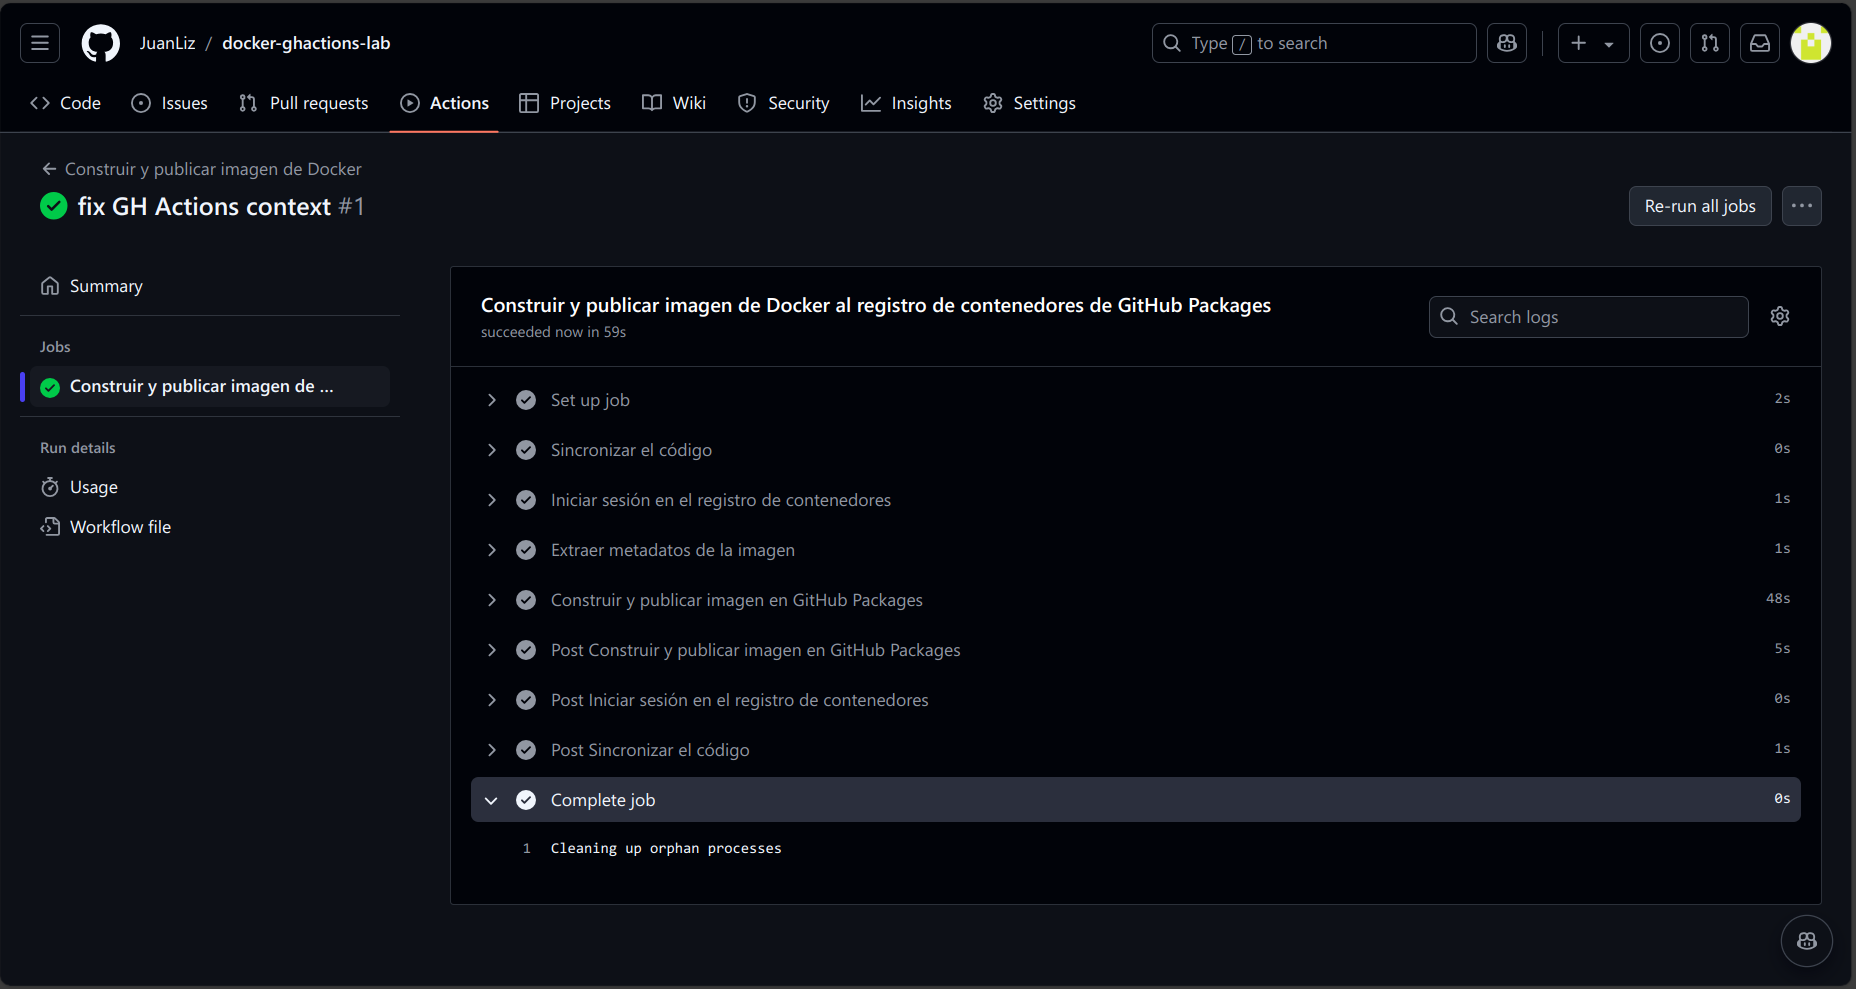 JuanLiz / docker-ghactions-lab
Type / to search
Code
Issues
Pull requests
Actions
Projects
Wiki
Security
Insights
Settings
Construir y publicar imagen de Docker
fix GH Actions context #1
Re-run all jobs
Summary
Jobs
Construir y publicar imagen de ...
Run details
Usage
Workflow file
Construir y publicar imagen de Docker al registro de contenedores de GitHub Packages
succeeded now in 59s
Search logs
Set up job 2s
Sincronizar el código 0s
Iniciar sesión en el registro de contenedores 1s
Extraer metadatos de la imagen 1s
Construir y publicar imagen en GitHub Packages 48s
Post Construir y publicar imagen en GitHub Packages 5s
Post Iniciar sesión en el registro de contenedores 0s
Post Sincronizar el código 1s
Complete job 0s
1 Cleaning up orphan processes